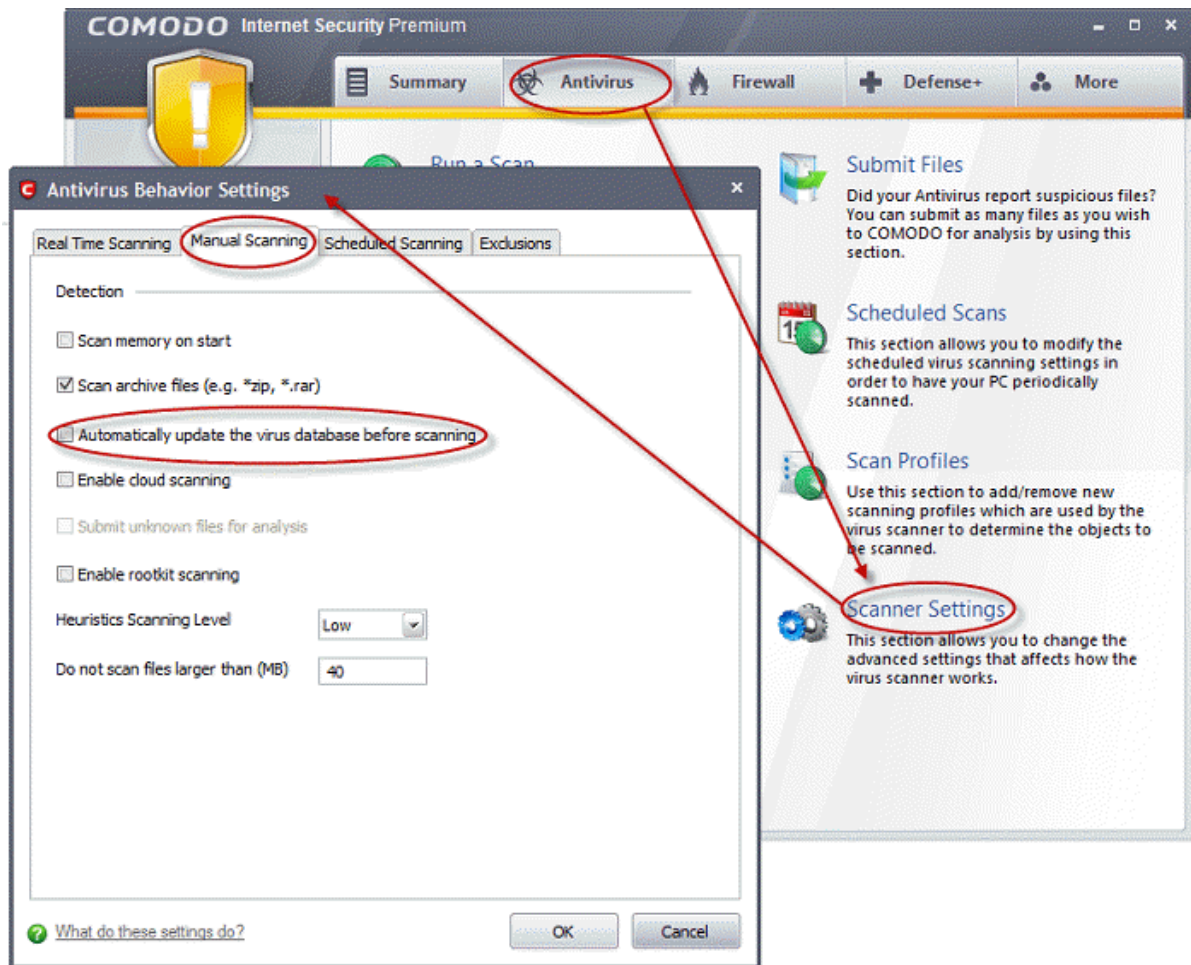 COMODO Internet Security Premium
Summary
Antivirus
Firewall
Defense+
More
Run a Scan
Submit Files
Did your Antivirus report suspicious files?
You can submit as many files as you wish
to COMODO for analysis by using this
section.
Scheduled Scans
This section allows you to modify the
scheduled virus scanning settings in
order to have your PC periodically
scanned.
Scan Profiles
Use this section to add/remove new
scanning profiles which are used by the
virus scanner to determine the objects to
be scanned.
Scanner Settings
This section allows you to change the
advanced settings that affects how the
virus scanner works.
Antivirus Behavior Settings
Real Time Scanning
Manual Scanning
Scheduled Scanning
Exclusions
Detection
Scan memory on start
Scan archive files (e.g. *zip, *.rar)
Automatically update the virus database before scanning
Enable cloud scanning
Submit unknown files for analysis
Enable rootkit scanning
Heuristics Scanning Level
Low
Do not scan files larger than (MB)
40
What do these settings do?
OK
Cancel